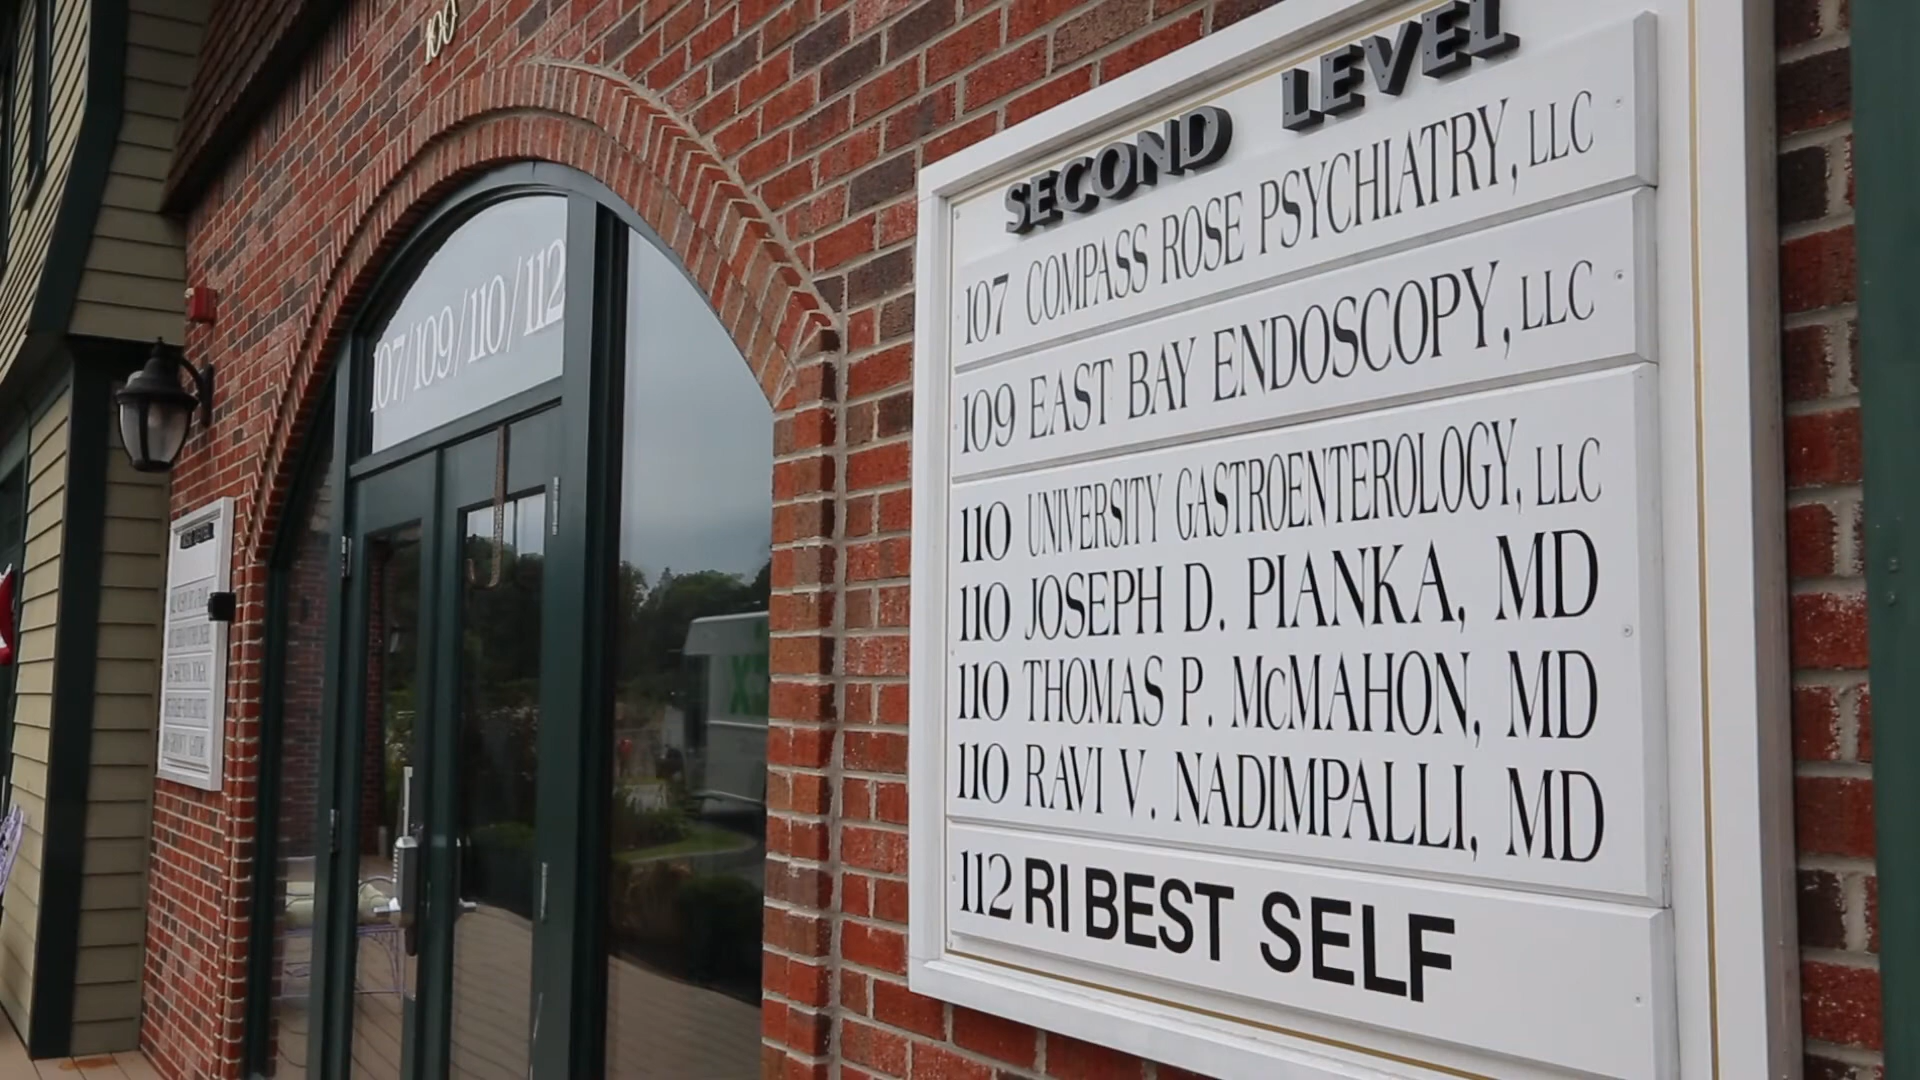 100
107/109/110/112
SECOND LEVEL
107 COMPASS ROSE PSYCHIATRY, LLC
109 EAST BAY ENDOSCOPY, LLC
110 UNIVERSITY GASTROENTEROLOGY, LLC
110 JOSEPH D. PIANKA, MD
110 THOMAS P. McMAHON, MD
110 RAVI V. NADIMPALLI, MD
112 RI BEST SELF